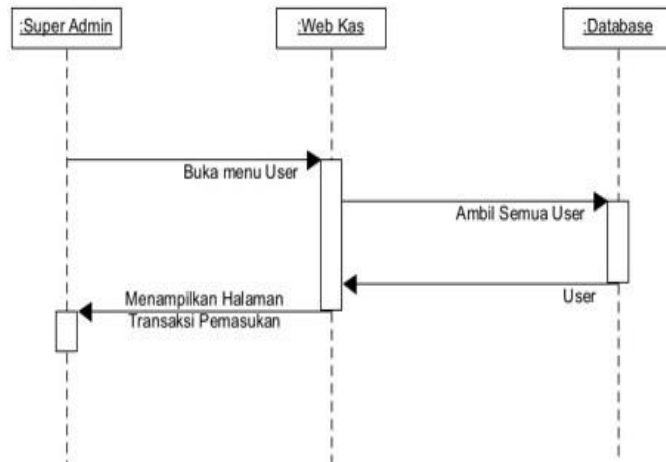 :Super Admin
:Web Kas
:Database
Buka menu User
Ambil Semua User
User
Menampilkan Halaman
Transaksi Pemasukan